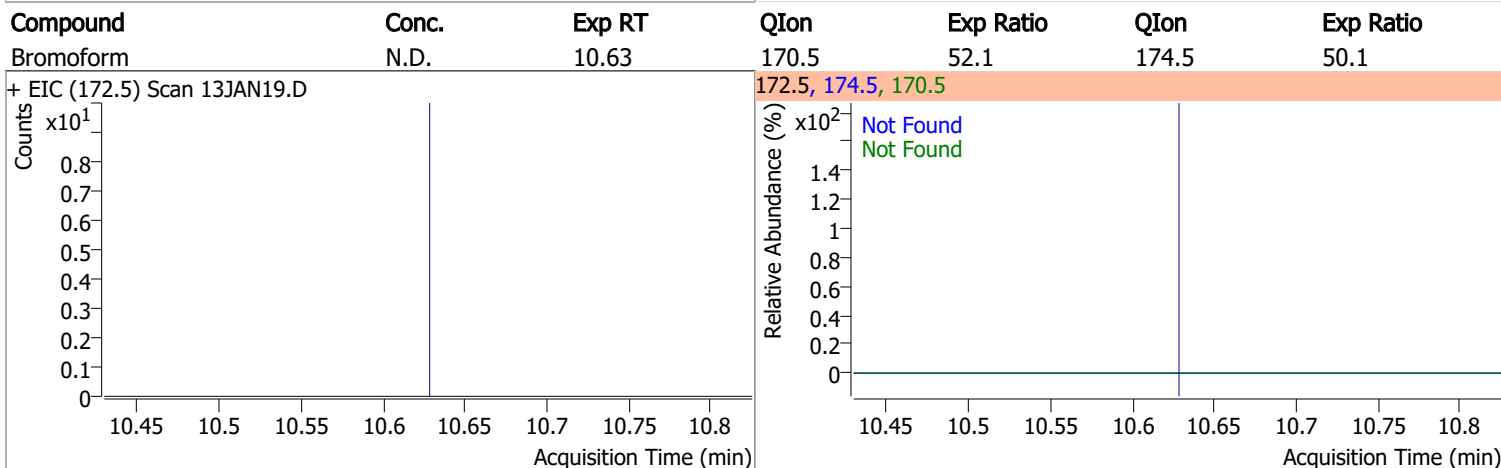 Compound Conc. Exp RT QIon Exp Ratio QIon Exp Ratio
Bromoform N.D. 10.63 170.5 52.1 174.5 50.1
+ EIC (172.5) Scan 13JAN19.D
Counts
x10¹
0.8
0.7
0.6
0.5
0.4
0.3
0.2
0.1
0
10.45 10.5 10.55 10.6 10.65 10.7 10.75 10.8
Acquisition Time (min)
172.5, 174.5, 170.5
Relative Abundance (%)
x10²
Not Found
Not Found
1.4
1.2
1
0.8
0.6
0.4
0.2
0
10.45 10.5 10.55 10.6 10.65 10.7 10.75 10.8
Acquisition Time (min)